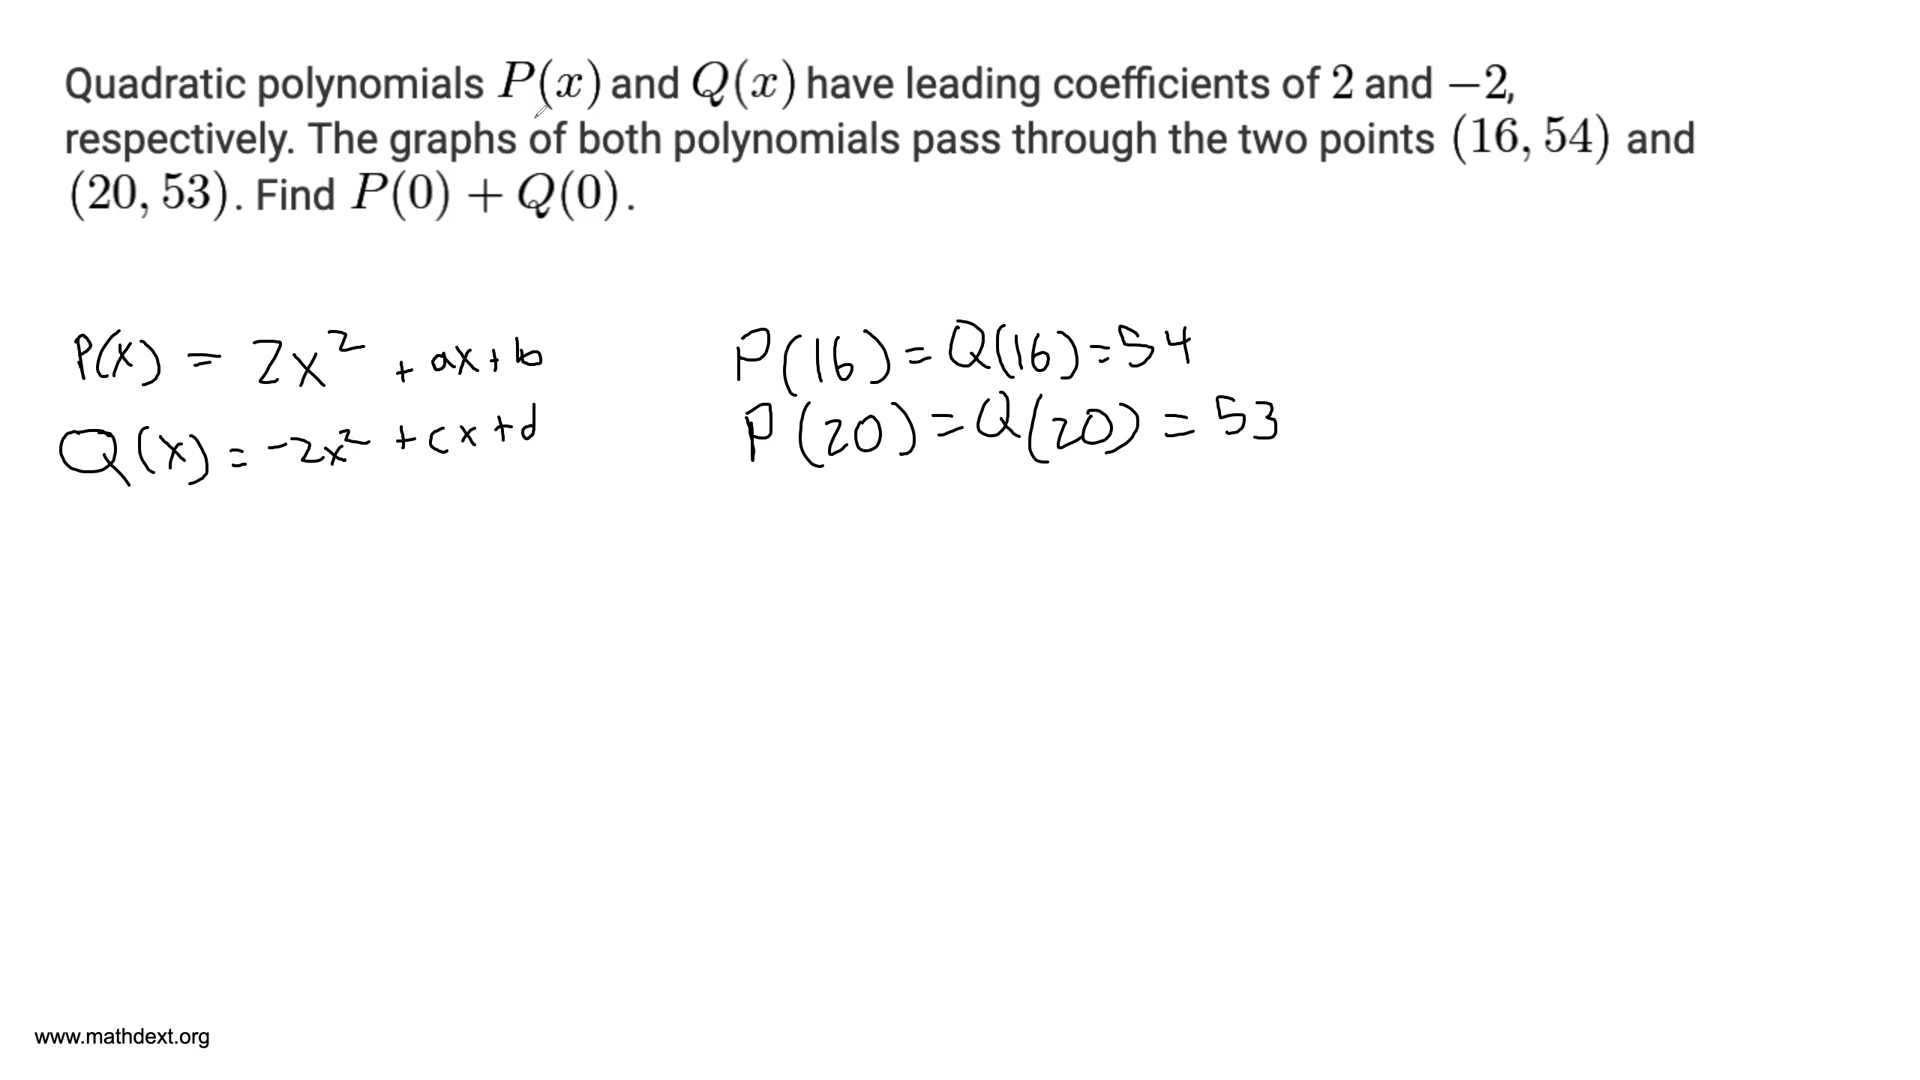 Quadratic polynomials P(x) and Q(x) have leading coefficients of 2 and −2,
respectively. The graphs of both polynomials pass through the two points (16, 54) and
(20, 53). Find P(0) + Q(0).
P(x) = 2x² + ax + b
Q(x) = -2x² + cx + d
P(16) = Q(16) = 54
P(20) = Q(20) = 53
www.mathdext.org